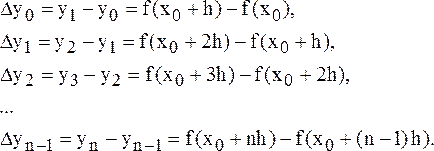 Δy₀ = y₁ − y₀ = f(x₀ + h) − f(x₀),
Δy₁ = y₂ − y₁ = f(x₀ + 2h) − f(x₀ + h),
Δy₂ = y₃ − y₂ = f(x₀ + 3h) − f(x₀ + 2h),
...
Δyₙ₋₁ = yₙ − yₙ₋₁ = f(x₀ + nh) − f(x₀ + (n − 1)h).